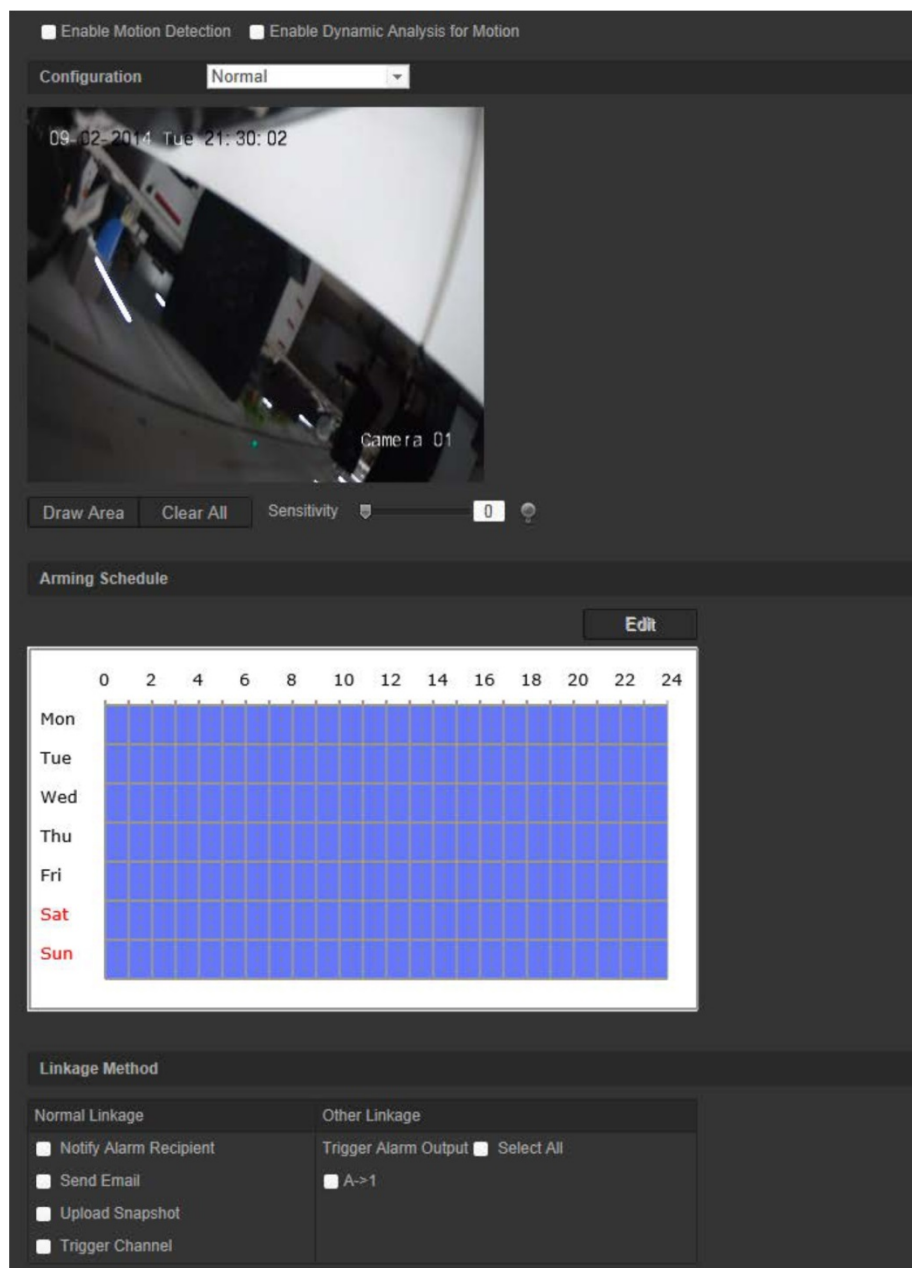 Enable Motion Detection Enable Dynamic Analysis for Motion
Configuration Normal
09-02-2014 Tue 21:30:02
Camera 01
Draw Area Clear All Sensitivity 0
Arming Schedule
Edit
0 2 4 6 8 10 12 14 16 18 20 22 24
Mon
Tue
Wed
Thu
Fri
Sat
Sun
Linkage Method
Normal Linkage Other Linkage
Notify Alarm Recipient Trigger Alarm Output Select All
Send Email A->1
Upload Snapshot
Trigger Channel